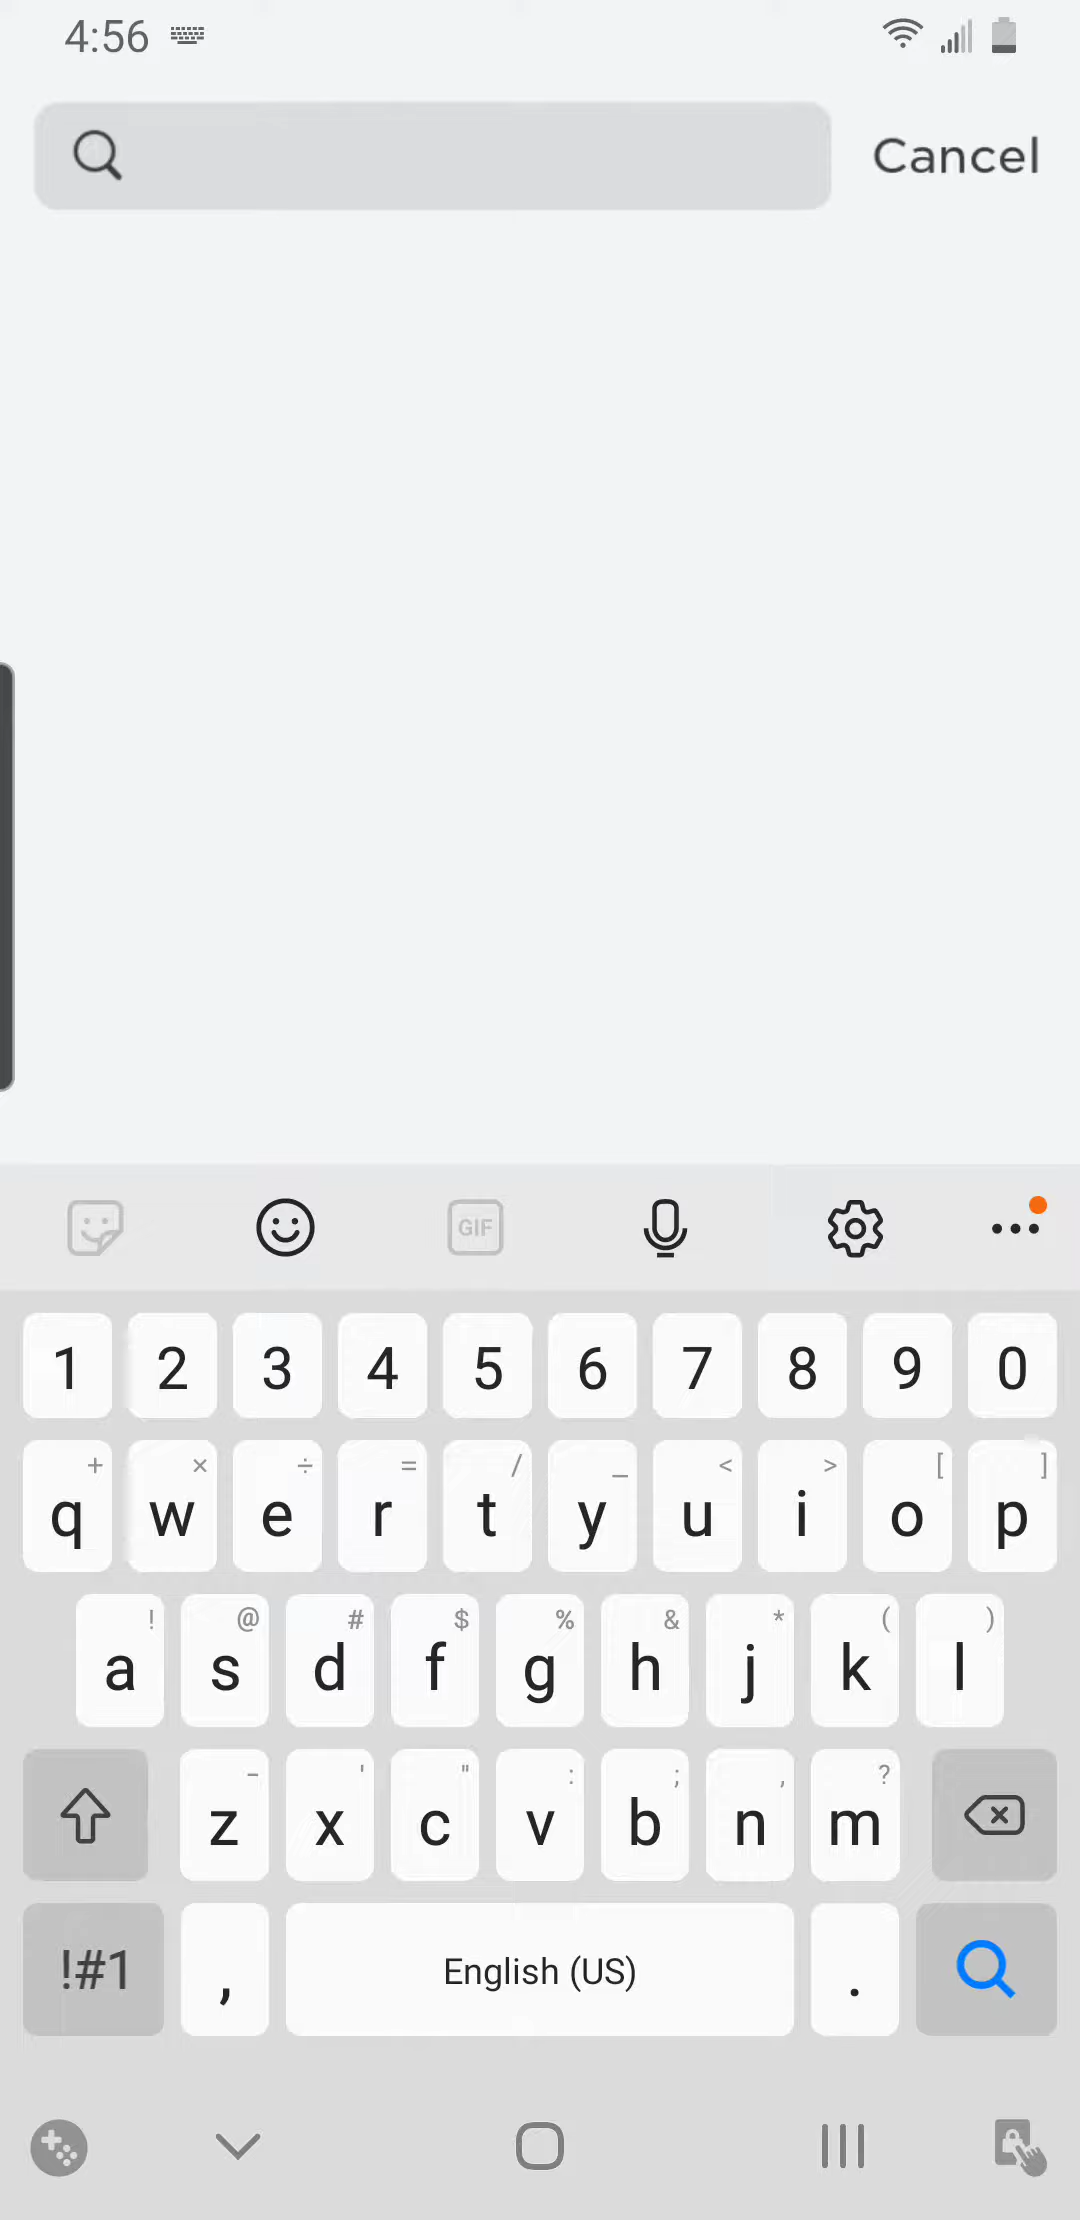 4:56
Cancel
GIF
1 2 3 4 5 6 7 8 9 0
+ × ÷ = / _ < > [ ]
q w e r t y u i o p
! @ # $ % & * ( )
a s d f g h j k l
- ' " : ; , ?
z x c v b n m
!#1 , English (US) .